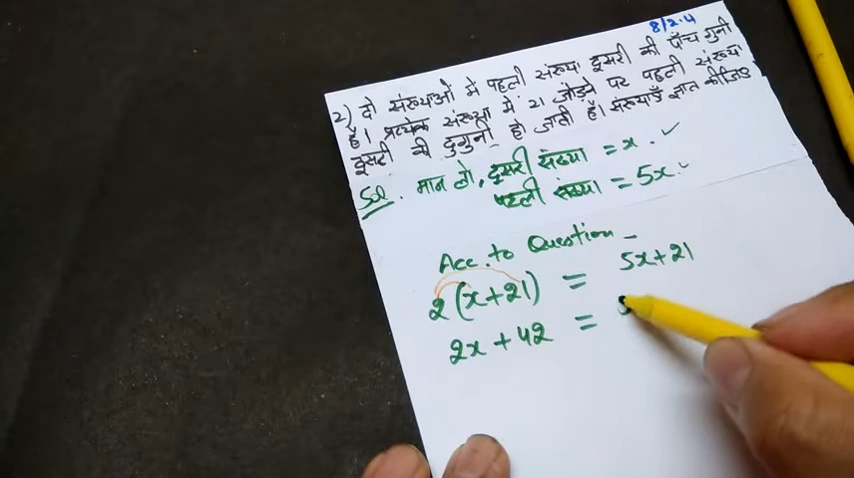 8/2.4
2) दो संख्याओं में पहली संख्या दूसरी की पाँच गुनी
है। प्रत्येक संख्या में 21 जोड़ने पर पहली संख्या
दूसरी की दुगुनी हो जाती है। संख्याएँ ज्ञात कीजिए
Sol. मान लो, दूसरी संख्या = x.
पहली संख्या = 5x.
Acc. to Question —
2(x+21) = 5x+21
2x + 42 =